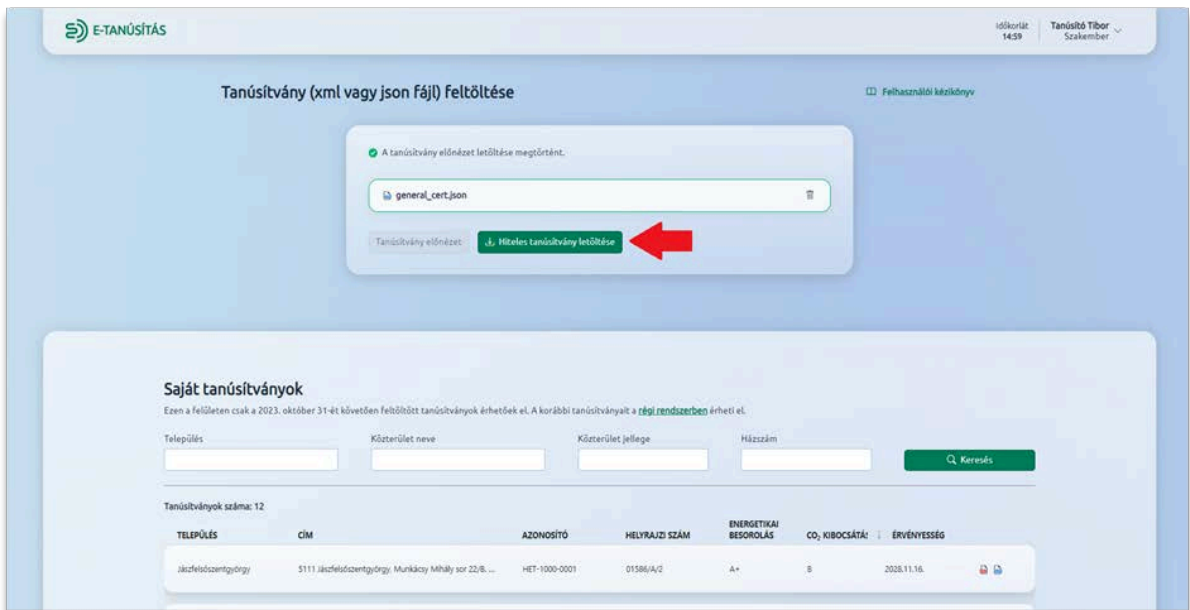 E-TANÚSÍTÁS
Időkorlát
14:59
Tanúsító Tibor
Szakember
Tanúsítvány (xml vagy json fájl) feltöltése
Felhasználói kézikönyv
A tanúsítvány előnézet letöltése megtörtént.
general_cert.json
Tanúsítvány előnézet
Hiteles tanúsítvány letöltése
Saját tanúsítványok
Ezen a felületen csak a 2023. október 31-ét követően feltöltött tanúsítványok érhetőek el. A korábbi tanúsítványait a régi rendszerben érheti el.
Település
Közterület neve
Közterület jellege
Házszám
Keresés
Tanúsítványok száma: 12
TELEPÜLÉS CÍM AZONOSÍTÓ HELYRAJZI SZÁM ENERGETIKAI BESOROLÁS CO₂ KIBOCSÁTÁ: ÉRVÉNYESSÉG
Jászfelsőszentgyörgy 5111 Jászfelsőszentgyörgy, Munkácsy Mihály sor 22/B. ... HET-1000-0001 01586/A/2 A+ B 2028.11.16.